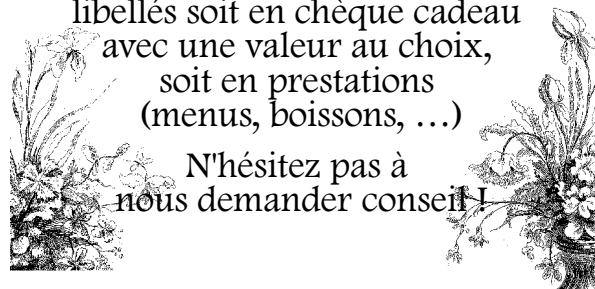 libellés soit en chèque cadeau
avec une valeur au choix,
soit en prestations
(menus, boissons, ...)
N'hésitez pas à
nous demander conseil !